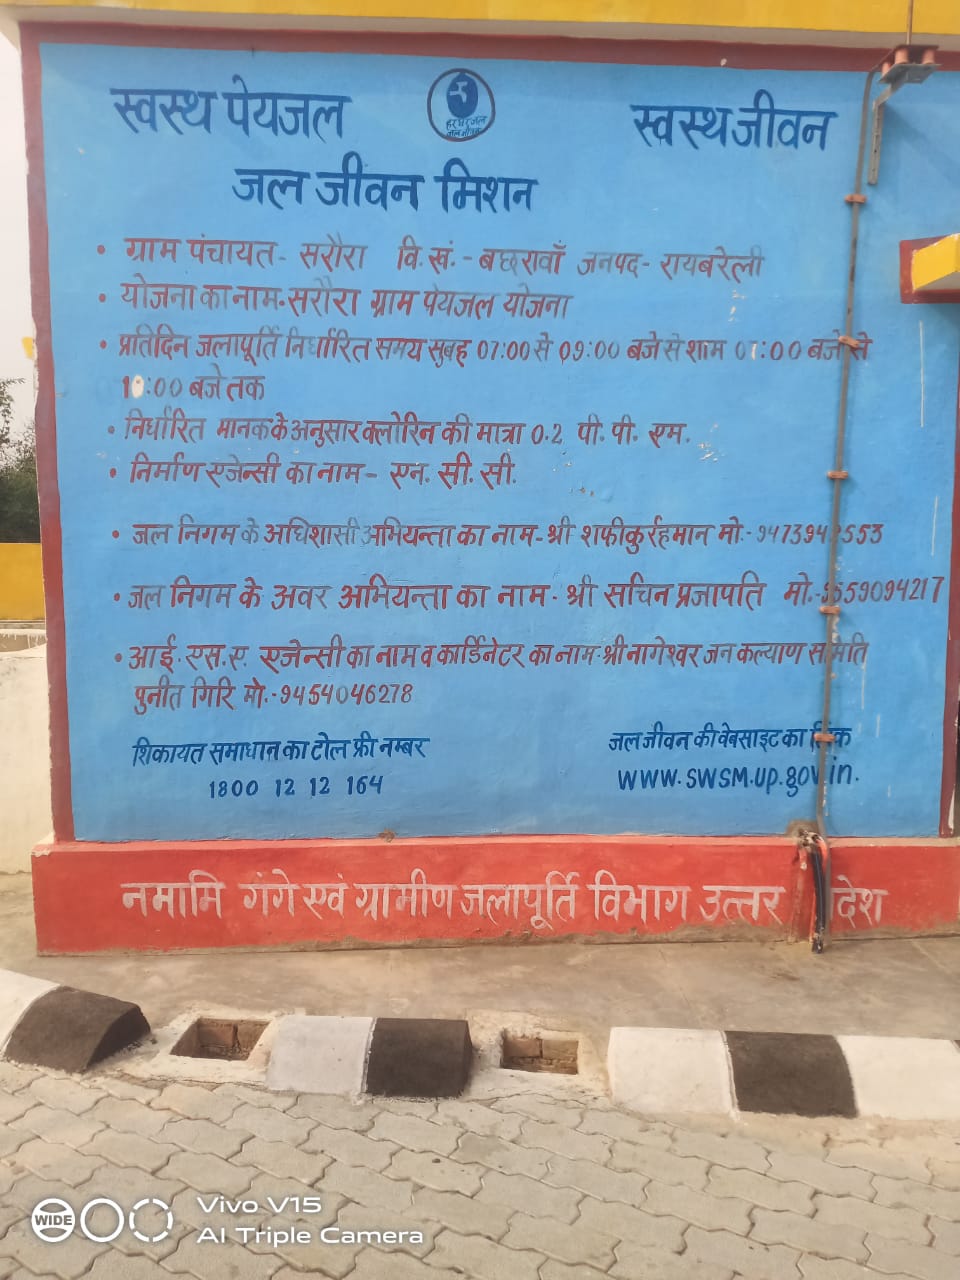 स्वस्थ पेयजल
हर घर जल
स्वस्थ जीवन
जल जीवन मिशन
• ग्राम पंचायत- सरौरा वि.खं.- बछरावाँ जनपद- रायबरेली
• योजना का नाम- सरौरा ग्राम पेयजल योजना
• प्रतिदिन जलापूर्ति निर्धारित समय सुबह 07:00 से 09:00 बजे से शाम 07:00 बजे से
10:00 बजे तक
• निर्धारित मानक के अनुसार क्लोरिन की मात्रा 0.2 पी. पी. एम.
• निर्माण एजेन्सी का नाम- एन. सी. सी.
• जल निगम के अधिशासी अभियन्ता का नाम- श्री शफीकुर्रहमान मो.-
• जल निगम के अवर अभियन्ता का नाम- श्री सचिन प्रजापति मो.-
• आई.एस.ए. एजेन्सी का नाम व कार्डिनेटर का नाम- श्री नागेश्वर जन कल्याण समिति
पुनीत गिरि मो.-9454046278
शिकायत समाधान का टोल फ्री नम्बर
1800 12 12 164
जल जीवन की वेबसाइट का लिंक
www.swsm.up.gov.in.
नमामि गंगे एवं ग्रामीण जलापूर्ति विभाग उत्तर प्रदेश
WIDE
Vivo V15
AI Triple Camera